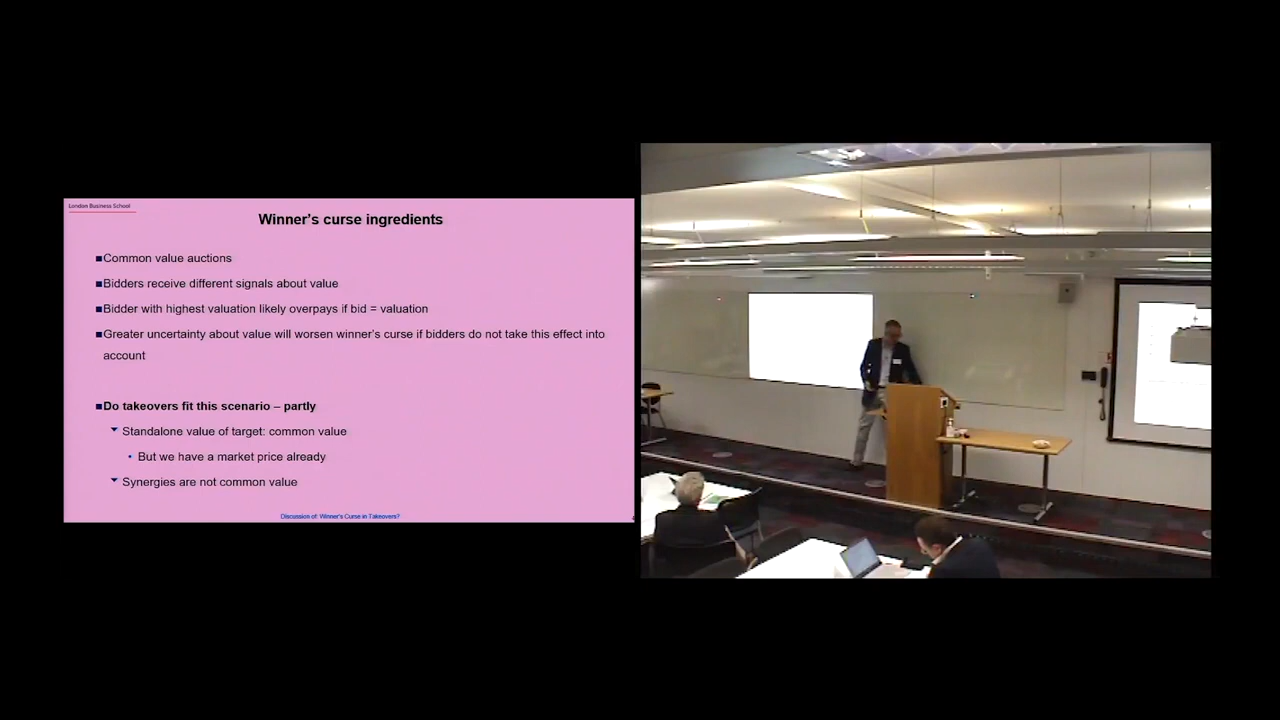 London Business School
Winner's curse ingredients
■Common value auctions
■Bidders receive different signals about value
■Bidder with highest valuation likely overpays if bid = valuation
■Greater uncertainty about value will worsen winner's curse if bidders do not take this effect into
account
■Do takeovers fit this scenario – partly
Standalone value of target: common value
• But we have a market price already
Synergies are not common value
Discussion of: Winner's Curse in Takeovers?